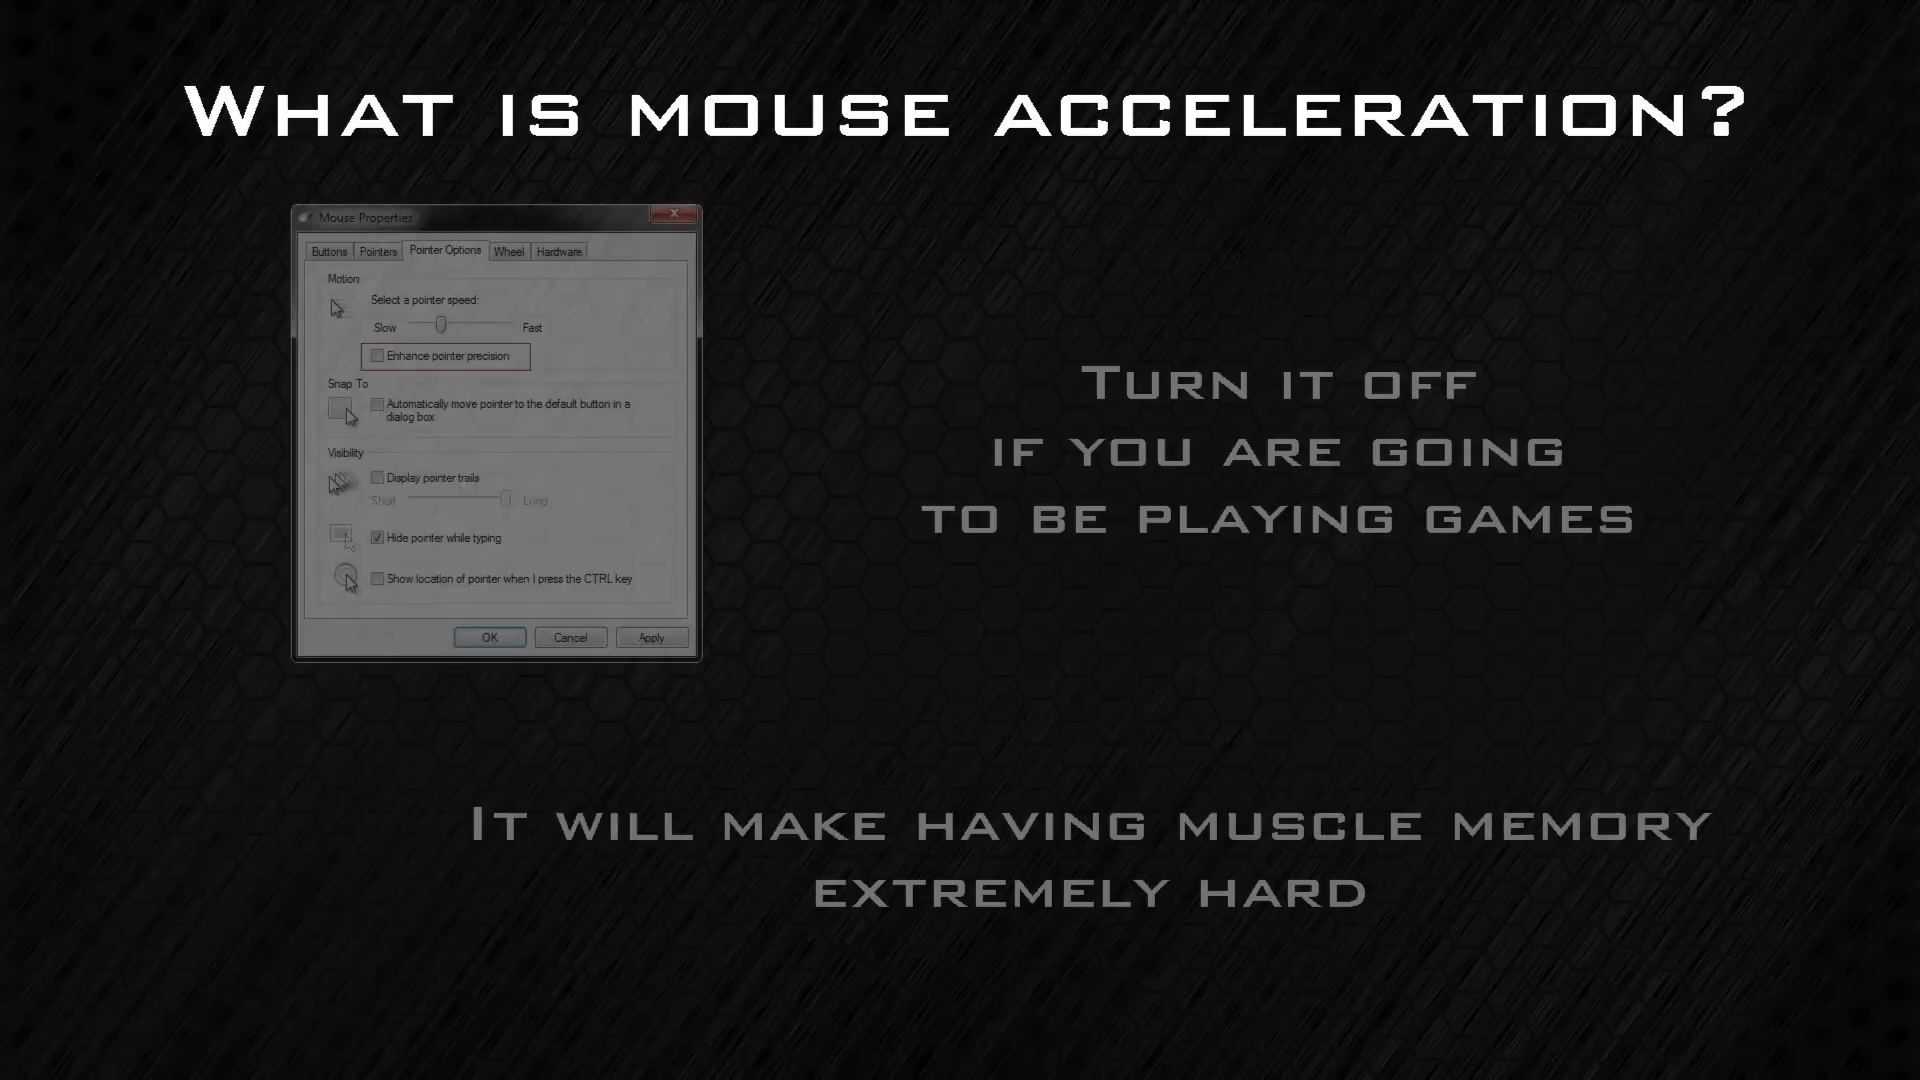 What is mouse acceleration?
Mouse Properties
Buttons Pointers Pointer Options Wheel Hardware
Motion
Select a pointer speed:
Slow Fast
Enhance pointer precision
Snap To
Automatically move pointer to the default button in a
dialog box
Visibility
Display pointer trails
Short Long
Hide pointer while typing
Show location of pointer when I press the CTRL key
OK Cancel Apply
Turn it off
if you are going
to be playing games
It will make having muscle memory
extremely hard